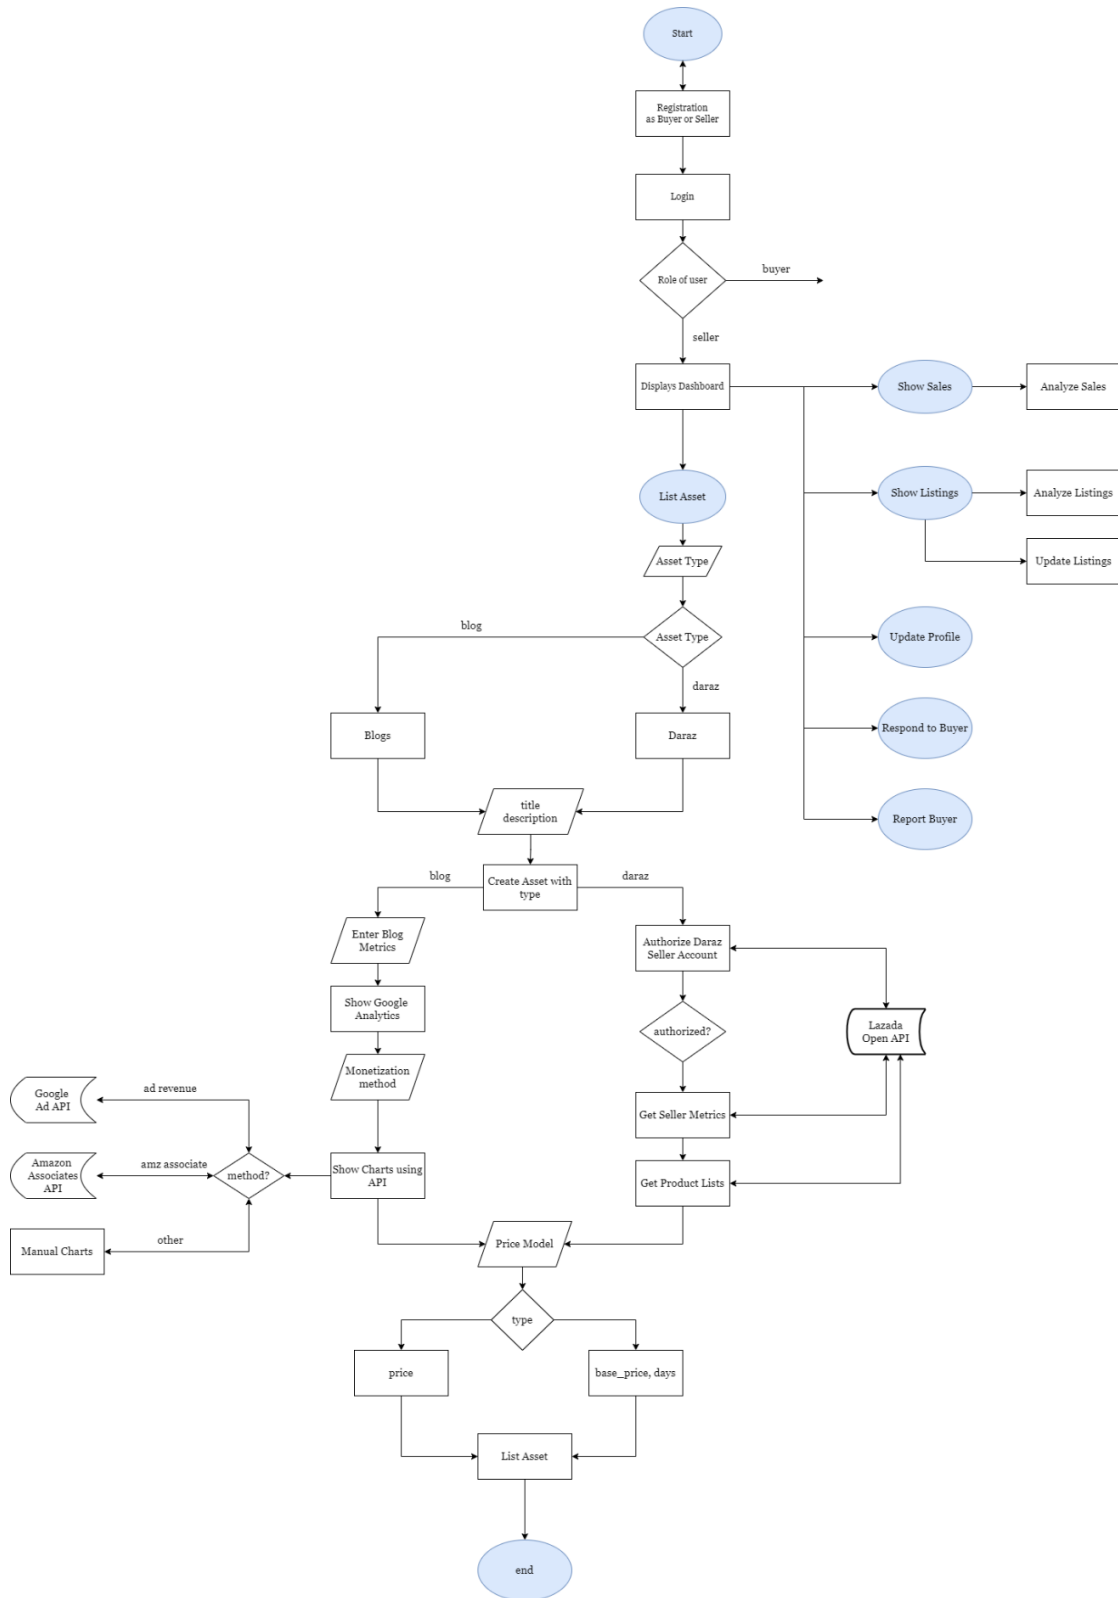 Start
Registration
as Buyer or Seller
Login
Role of user
buyer
seller
Displays Dashboard
Show Sales
Analyze Sales
List Asset
Show Listings
Analyze Listings
Asset Type
Update Listings
blog
Asset Type
Update Profile
daraz
Blogs
Daraz
Respond to Buyer
title
description
Report Buyer
blog
Create Asset with
type
daraz
Enter Blog
Metrics
Authorize Daraz
Seller Account
Show Google
Analytics
authorized?
Lazada
Open API
Monetization
method
Google
Ad API
ad revenue
Get Seller Metrics
Amazon
Associates
API
amz associate
method?
Show Charts using
API
Get Product Lists
Manual Charts
other
Price Model
type
price
base_price, days
List Asset
end